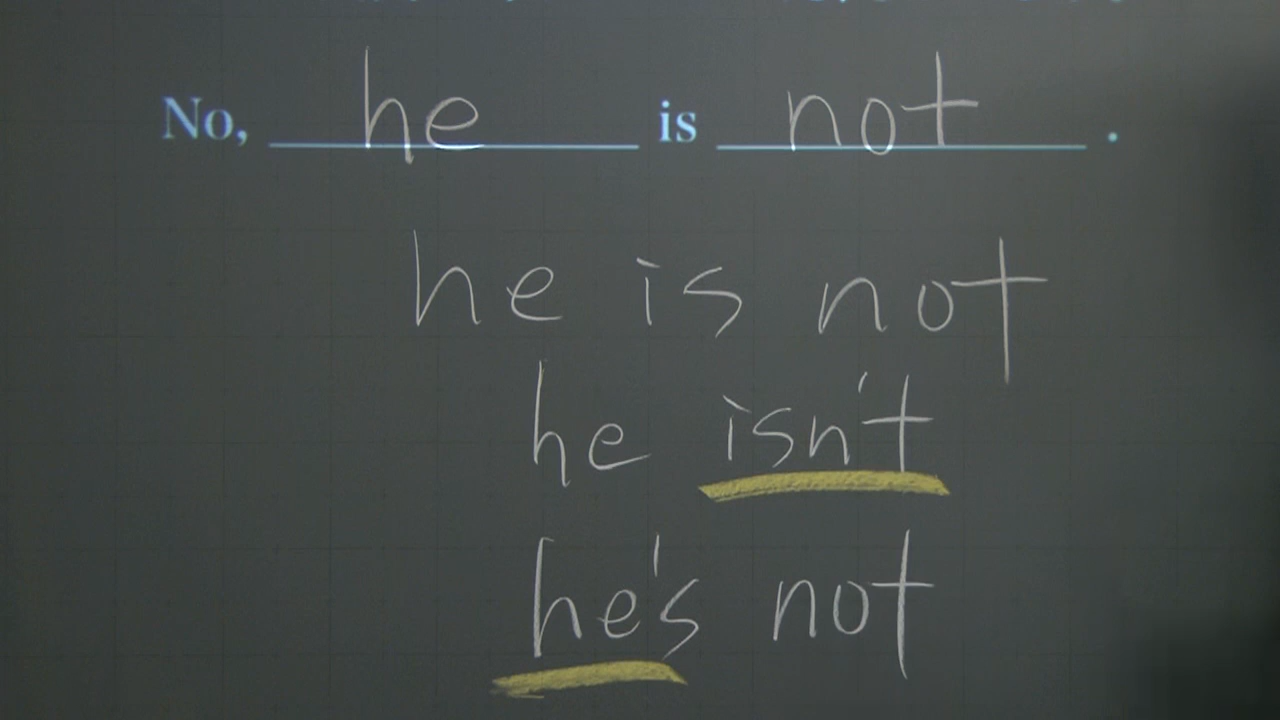 No, he is not.
he is not
he isn't
he's not